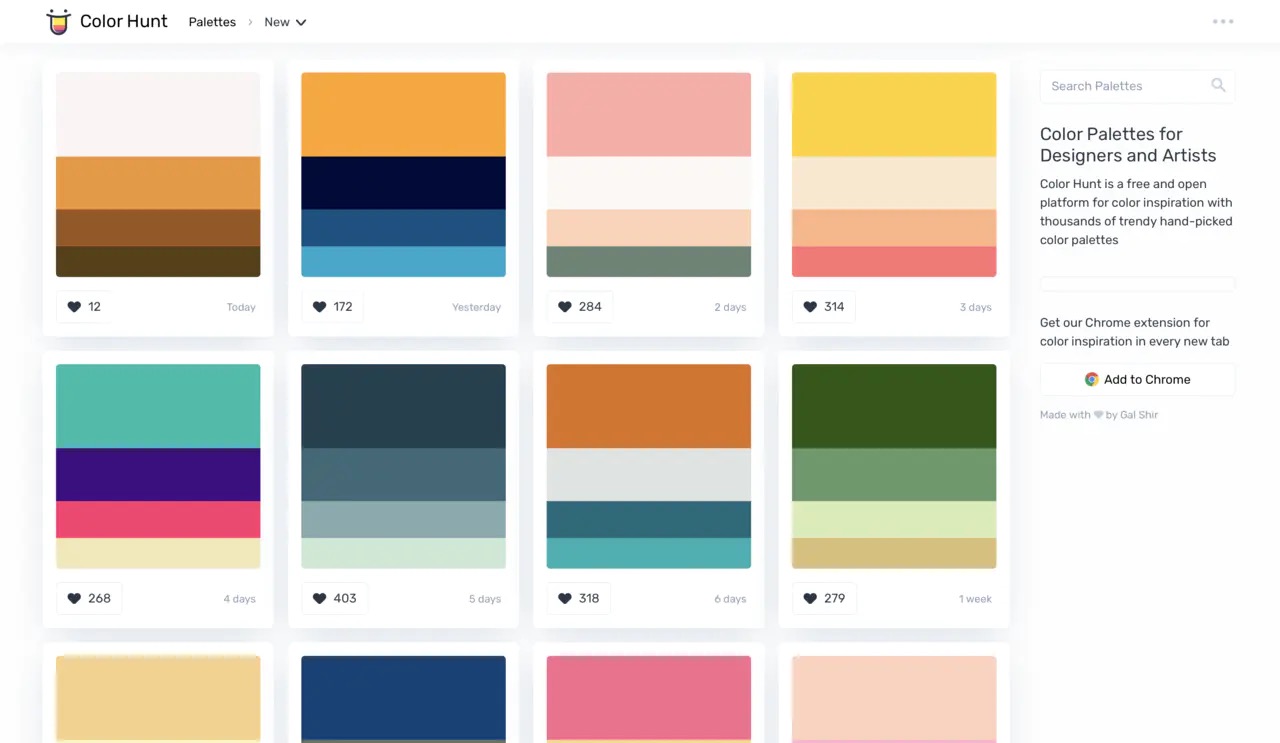 Color Hunt
Palettes
New
Search Palettes
Color Palettes for
Designers and Artists
Color Hunt is a free and open
platform for color inspiration with
thousands of trendy hand-picked
color palettes
Get our Chrome extension for
color inspiration in every new tab
Add to Chrome
Made with by Gal Shir
12
Today
172
Yesterday
284
2 days
314
3 days
268
4 days
403
5 days
318
6 days
279
1 week